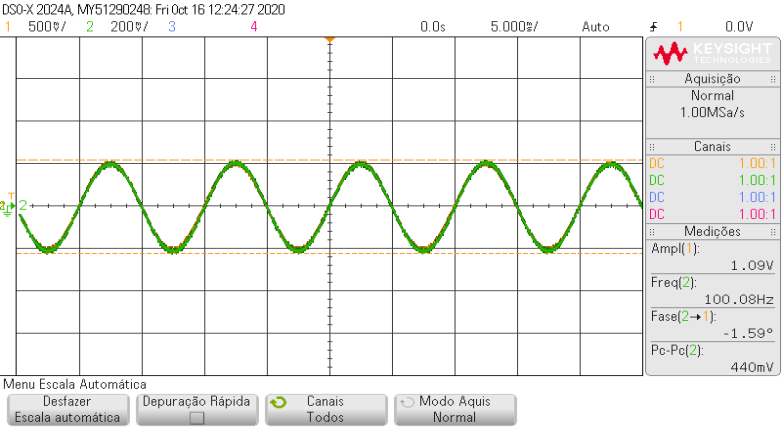 DSO-X 2024A, MY51290248: Fri Oct 16 12:24:27 2020
1 500mV/ 2 200mV/ 3 4 0.0s 5.000ms/ Auto 1 0.0V
KEYSIGHT
TECHNOLOGIES
Aquisição
Normal
1.00MSa/s
Canais
DC 1.00:1
DC 1.00:1
DC 1.00:1
DC 1.00:1
Medições
Ampl(1):
1.09V
Freq(2):
100.08Hz
Fase(2→1):
-1.59°
Pc-Pc(2):
440mV
T
2
2
Menu Escala Automática
Desfazer
Escala automática
Depuração Rápida
Canais
Todos
Modo Aquis
Normal